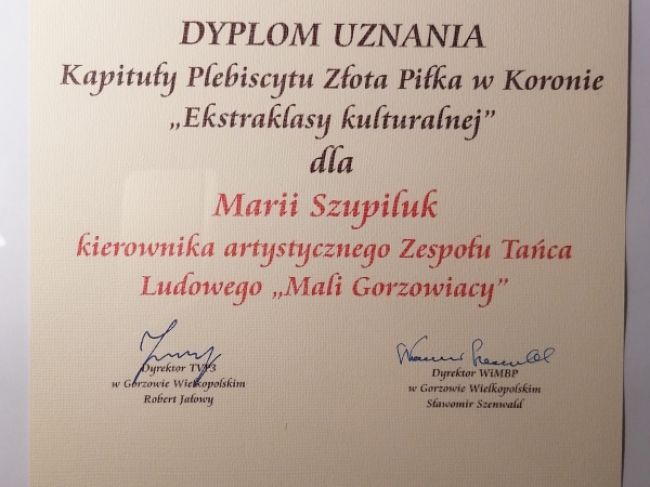 DYPLOM UZNANIA
Kapituły Plebiscytu Złota Piłka w Koronie
„Ekstraklasy kulturalnej”
dla
Marii Szupiluk
kierownika artystycznego Zespołu Tańca
Ludowego „Mali Gorzowiacy”
Dyrektor TVP3
w Gorzowie Wielkopolskim
Robert Jałowy
Dyrektor WiMBP
w Gorzowie Wielkopolskim
Sławomir Szenwald